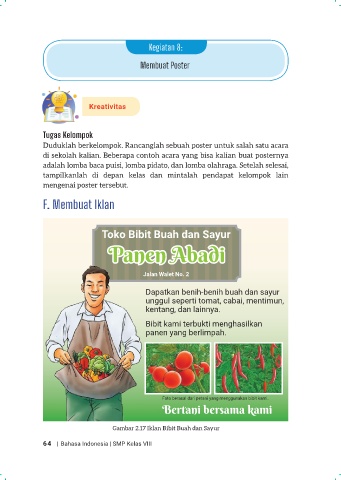 Kegiatan 8:
Membuat Poster
Kreativitas
Tugas Kelompok
Duduklah berkelompok. Rancanglah sebuah poster untuk salah satu acara
di sekolah kalian. Beberapa contoh acara yang bisa kalian buat posternya
adalah lomba baca puisi, lomba pidato, dan lomba olahraga. Setelah selesai,
tampilkanlah di depan kelas dan mintalah pendapat kelompok lain
mengenai poster tersebut.
F. Membuat Iklan
Toko Bibit Buah dan Sayur
Panen Abadi
Jalan Walet No. 2
Dapatkan benih-benih buah dan sayur
unggul seperti tomat, cabai, mentimun,
kentang, dan lainnya.
Bibit kami terbukti menghasilkan
panen yang berlimpah.
Foto berasal dari petani yang menggunakan bibit kami.
Bertani bersama kami
Gambar 2.17 Iklan Bibit Buah dan Sayur
64 | Bahasa Indonesia | SMP Kelas VIII